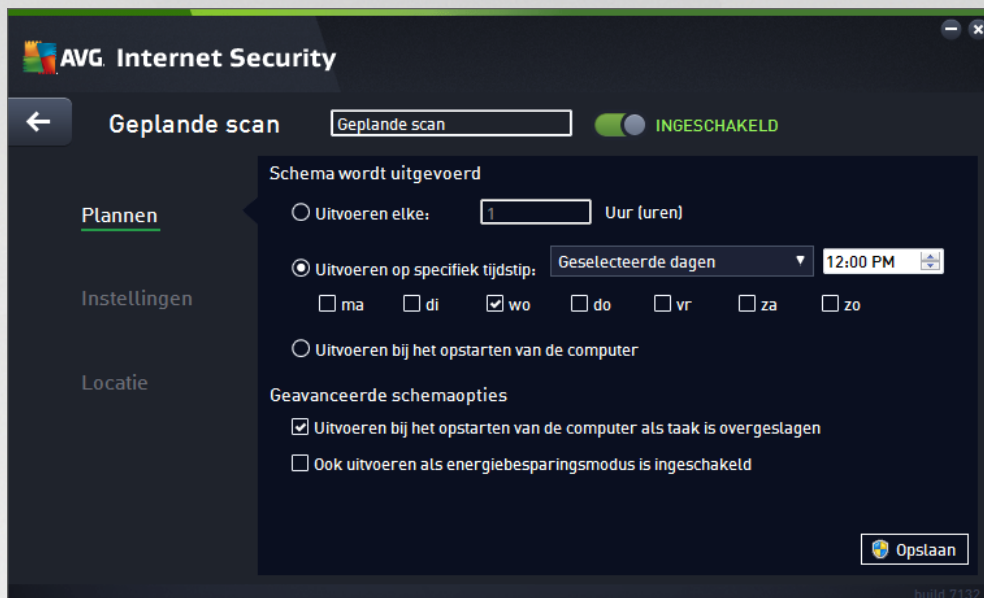 AVG. Internet Security
Geplande scan Geplande scan INGESCHAKELD
Schema wordt uitgevoerd
Plannen
Uitvoeren elke: 1 Uur (uren)
Uitvoeren op specifiek tijdstip: Geselecteerde dagen 12:00 PM
Instellingen
ma di wo do vr za zo
Uitvoeren bij het opstarten van de computer
Locatie
Geavanceerde schemaopties
Uitvoeren bij het opstarten van de computer als taak is overgeslagen
Ook uitvoeren als energiebesparingsmodus is ingeschakeld
Opslaan
build 7132